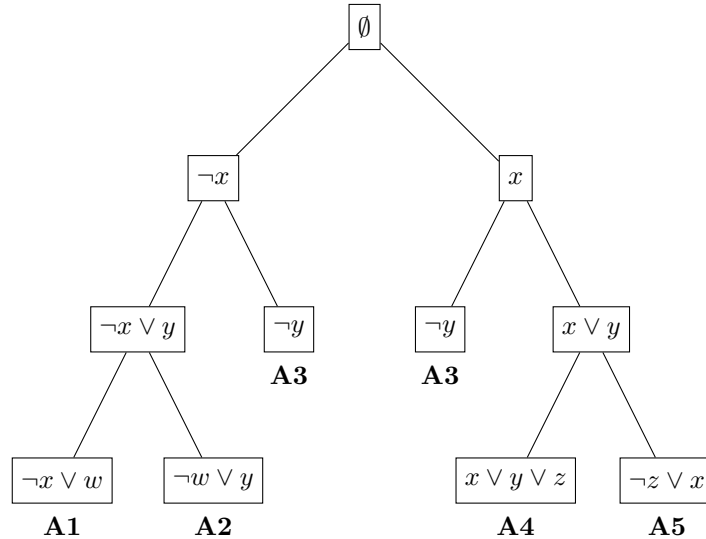 ∅
¬x x
¬x ∨ y ¬y ¬y x ∨ y
A3 A3
¬x ∨ w ¬w ∨ y x ∨ y ∨ z ¬z ∨ x
A1 A2 A4 A5